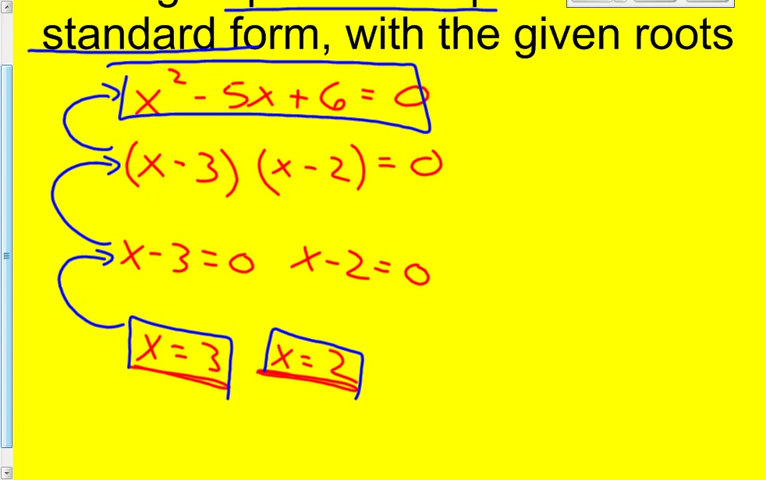 standard form, with the given roots
x² - 5x + 6 = 0
(x - 3) (x - 2) = 0
x - 3 = 0 x - 2 = 0
x = 3 x = 2